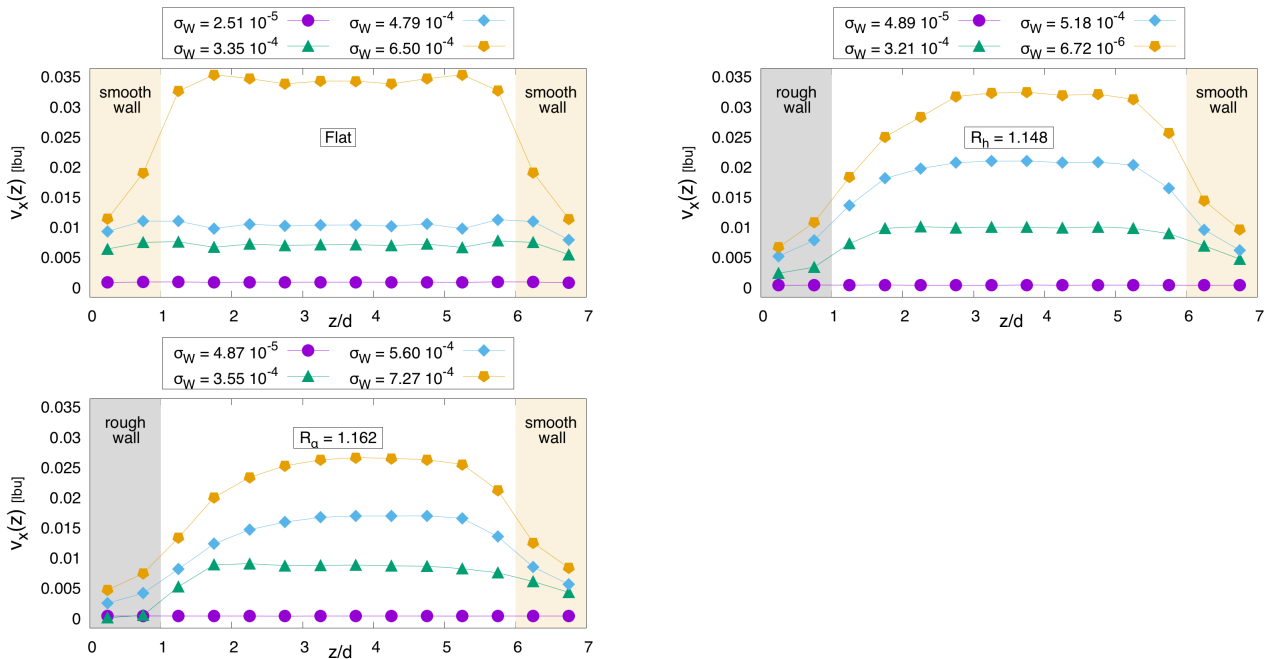 σW = 2.51 10-5 σW = 4.79 10-4
σW = 3.35 10-4 σW = 6.50 10-4
0.035
0.03
0.025
0.02
0.015
0.01
0.005
0
vx(z) [lbu]
smooth
wall
Flat
smooth
wall
0 1 2 3 4 5 6 7
z/d
σW = 4.89 10-5 σW = 5.18 10-4
σW = 3.21 10-4 σW = 6.72 10-6
0.035
0.03
0.025
0.02
0.015
0.01
0.005
0
vx(z) [lbu]
rough
wall
Rh = 1.148
smooth
wall
0 1 2 3 4 5 6 7
z/d
σW = 4.87 10-5 σW = 5.60 10-4
σW = 3.55 10-4 σW = 7.27 10-4
0.035
0.03
0.025
0.02
0.015
0.01
0.005
0
vx(z) [lbu]
rough
wall
Rα = 1.162
smooth
wall
0 1 2 3 4 5 6 7
z/d